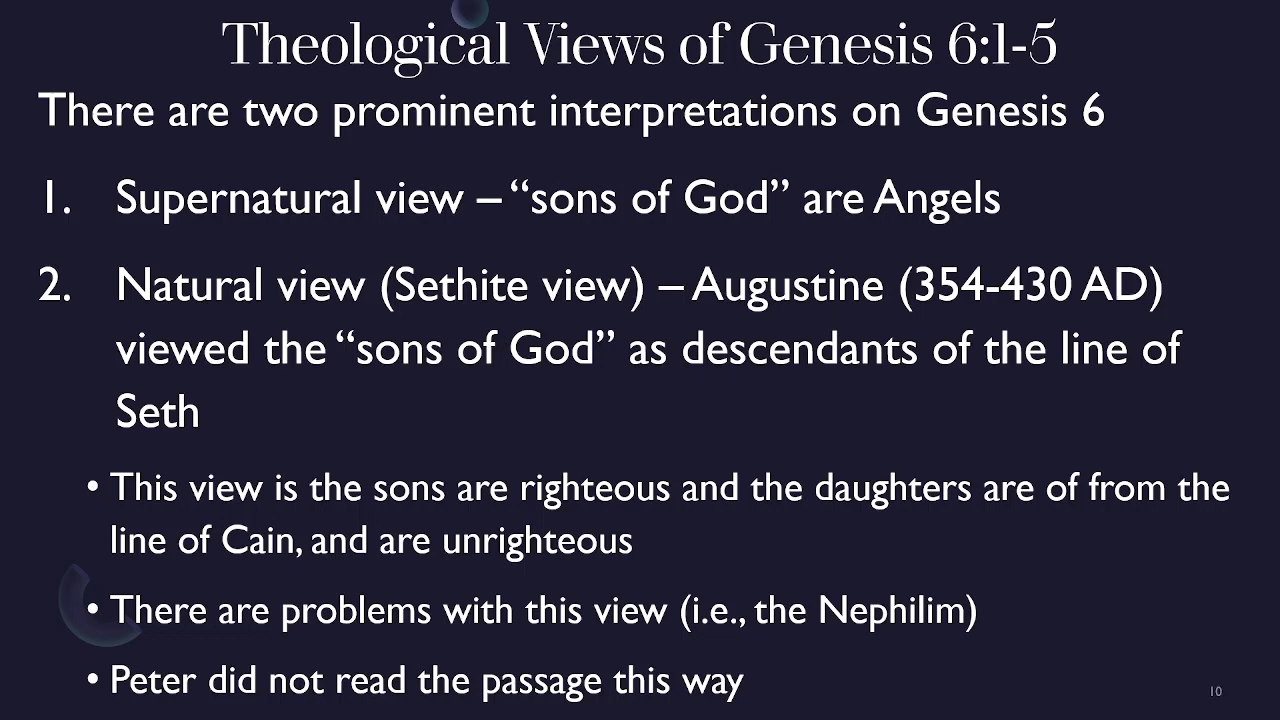 Theological Views of Genesis 6:1-5
There are two prominent interpretations on Genesis 6
1. Supernatural view – “sons of God” are Angels
2. Natural view (Sethite view) – Augustine (354-430 AD)
viewed the “sons of God” as descendants of the line of
Seth
• This view is the sons are righteous and the daughters are of from the
line of Cain, and are unrighteous
• There are problems with this view (i.e., the Nephilim)
• Peter did not read the passage this way
10